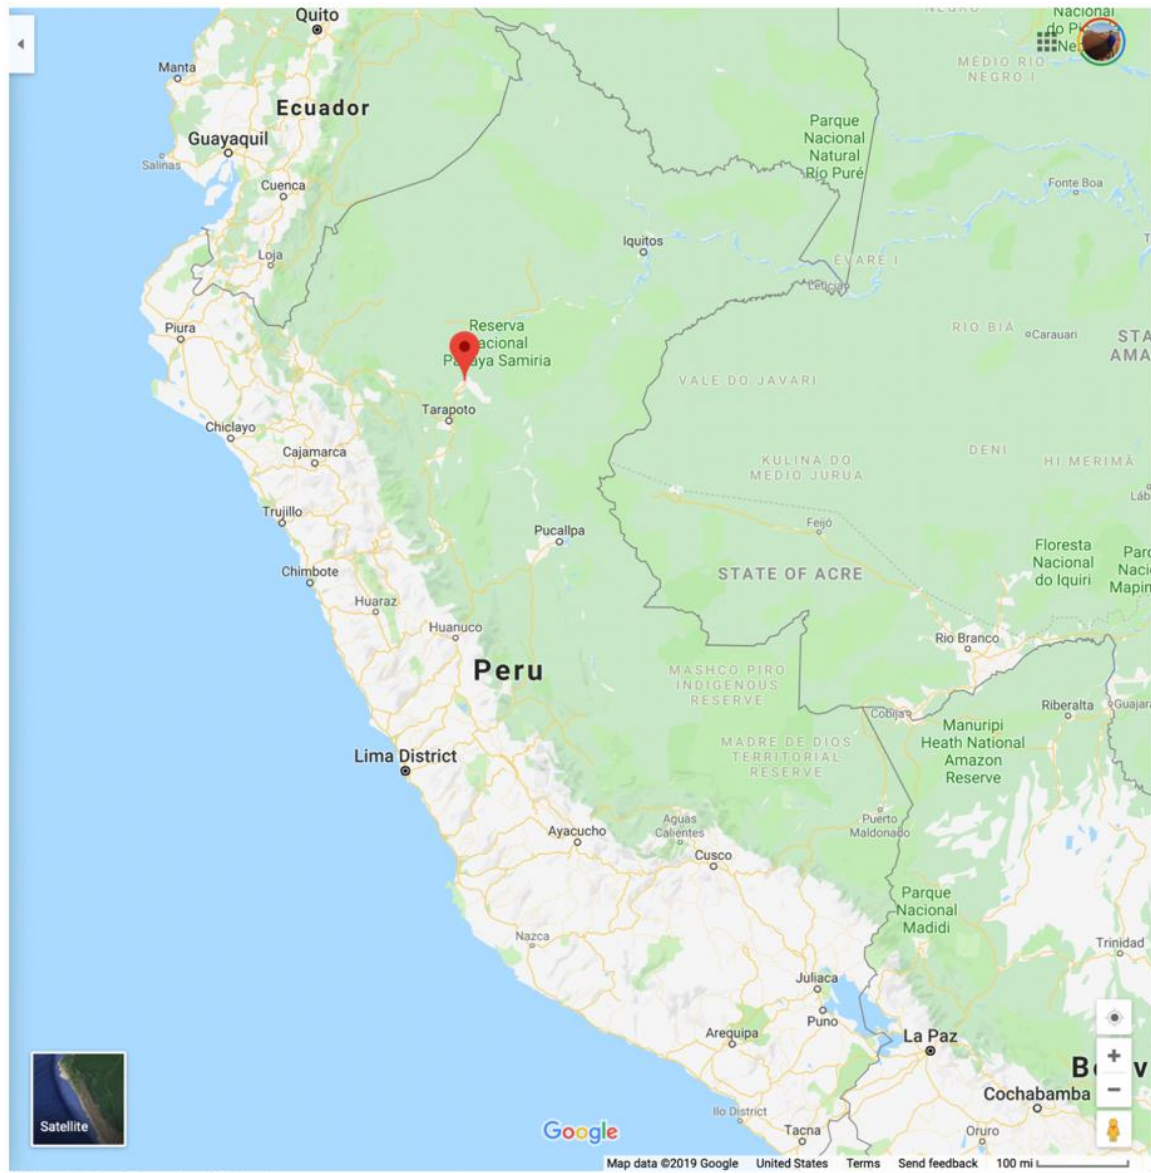 NEGRO
Nacional
Quito
MÉDIO RIO
NEGRO I
Manta
Ecuador
Parque
Nacional
Natural
Río Puré
Guayaquil
Salinas
Cuenca
Fonte Boa
Iquitos
Loja
ÉVARÉ I
Leticia
Piura
Reserva
RIO BIÁ
Carauari
Samiria
VALE DO JAVARI
Tarapoto
Chiclayo
Cajamarca
DENI
KULINA DO
MEDIO JURUA
HI MERIMÃ
Trujillo
Feijó
Pucallpa
Floresta
Nacional
do Iquiri
Chimbote
STATE OF ACRE
Huaraz
Huanuco
Rio Branco
Peru
MASHCO PIRO
INDIGENOUS
RESERVE
Cobija
Riberalta
Manuripi
Heath National
Amazon
Reserve
Lima District
MADRE DE DIOS
TERRITORIAL
RESERVE
Ayacucho
Aguas
Calientes
Puerto
Maldonado
Cusco
Parque
Nacional
Madidi
Nazca
Trinidad
Juliaca
Puno
Arequipa
La Paz
Cochabamba
Satellite
Ilo District
Google
Tacna
Oruro
Map data ©2019 Google United States Terms Send feedback 100 mi